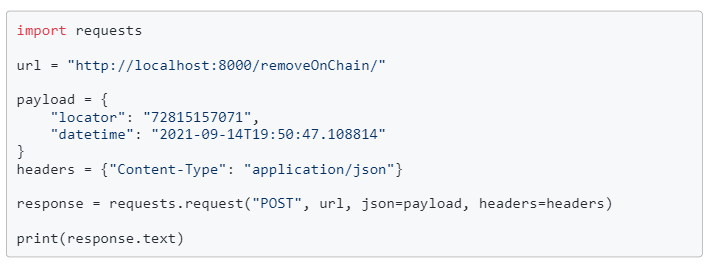 import requests
url = "http://localhost:8000/removeOnChain/"
payload = {
    "locator": "72815157071",
    "datetime": "2021-09-14T19:50:47.108814"
}
headers = {"Content-Type": "application/json"}
response = requests.request("POST", url, json=payload, headers=headers)
print(response.text)